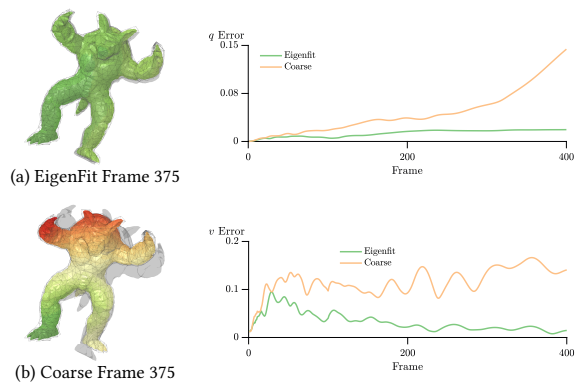 q Error
0.15
Eigenfit
Coarse
0.08
0
0
200
400
Frame
(a) EigenFit Frame 375
v Error
0.2
Eigenfit
Coarse
0.1
0
0
200
400
Frame
(b) Coarse Frame 375